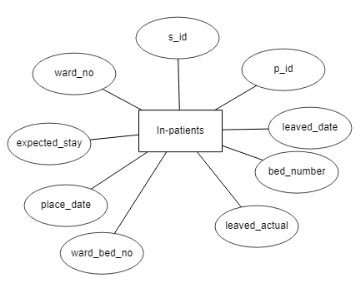 s_id
ward_no
p_id
In-patients
leaved_date
expected_stay
bed_number
place_date
leaved_actual
ward_bed_no